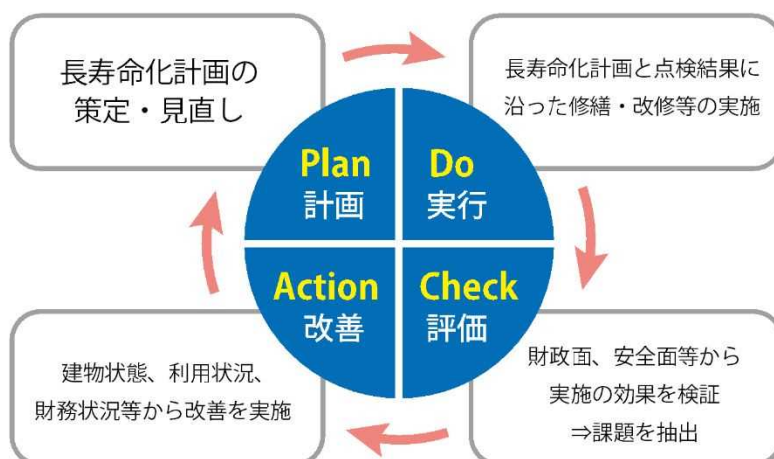 長寿命化計画の
策定・見直し
長寿命化計画と点検結果に
沿った修繕・改修等の実施
Plan
計画
Do
実行
Action
改善
Check
評価
建物状態、利用状況、
財務状況等から改善を実施
財政面、安全面等から
実施の効果を検証
⇒課題を抽出